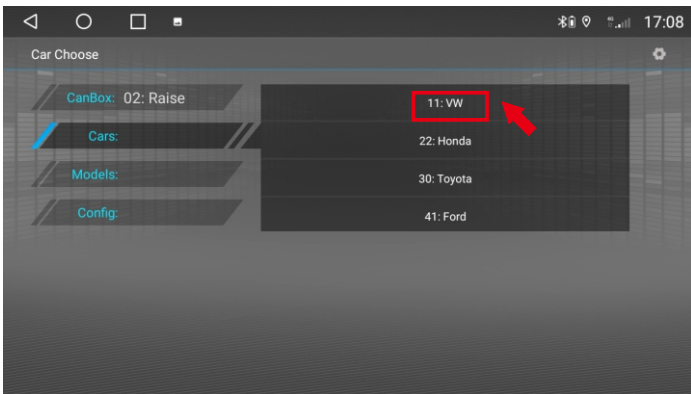 17:08
Car Choose
CanBox: 02: Raise
Cars:
Models:
Config:
11: VW
22: Honda
30: Toyota
41: Ford